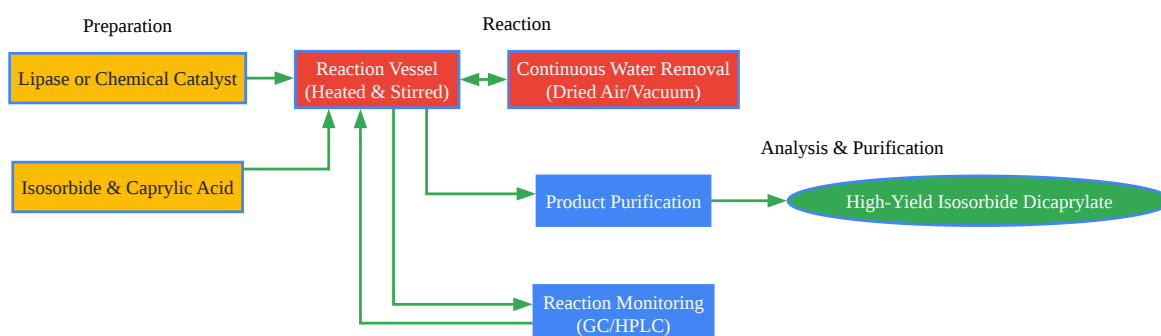 Preparation
Reaction
Lipase or Chemical Catalyst
Reaction Vessel
(Heated & Stirred)
Continuous Water Removal
(Dried Air/Vacuum)
Analysis & Purification
Isosorbide & Caprylic Acid
Product Purification
High-Yield Isosorbide Dicaprylate
Reaction Monitoring
(GC/HPLC)